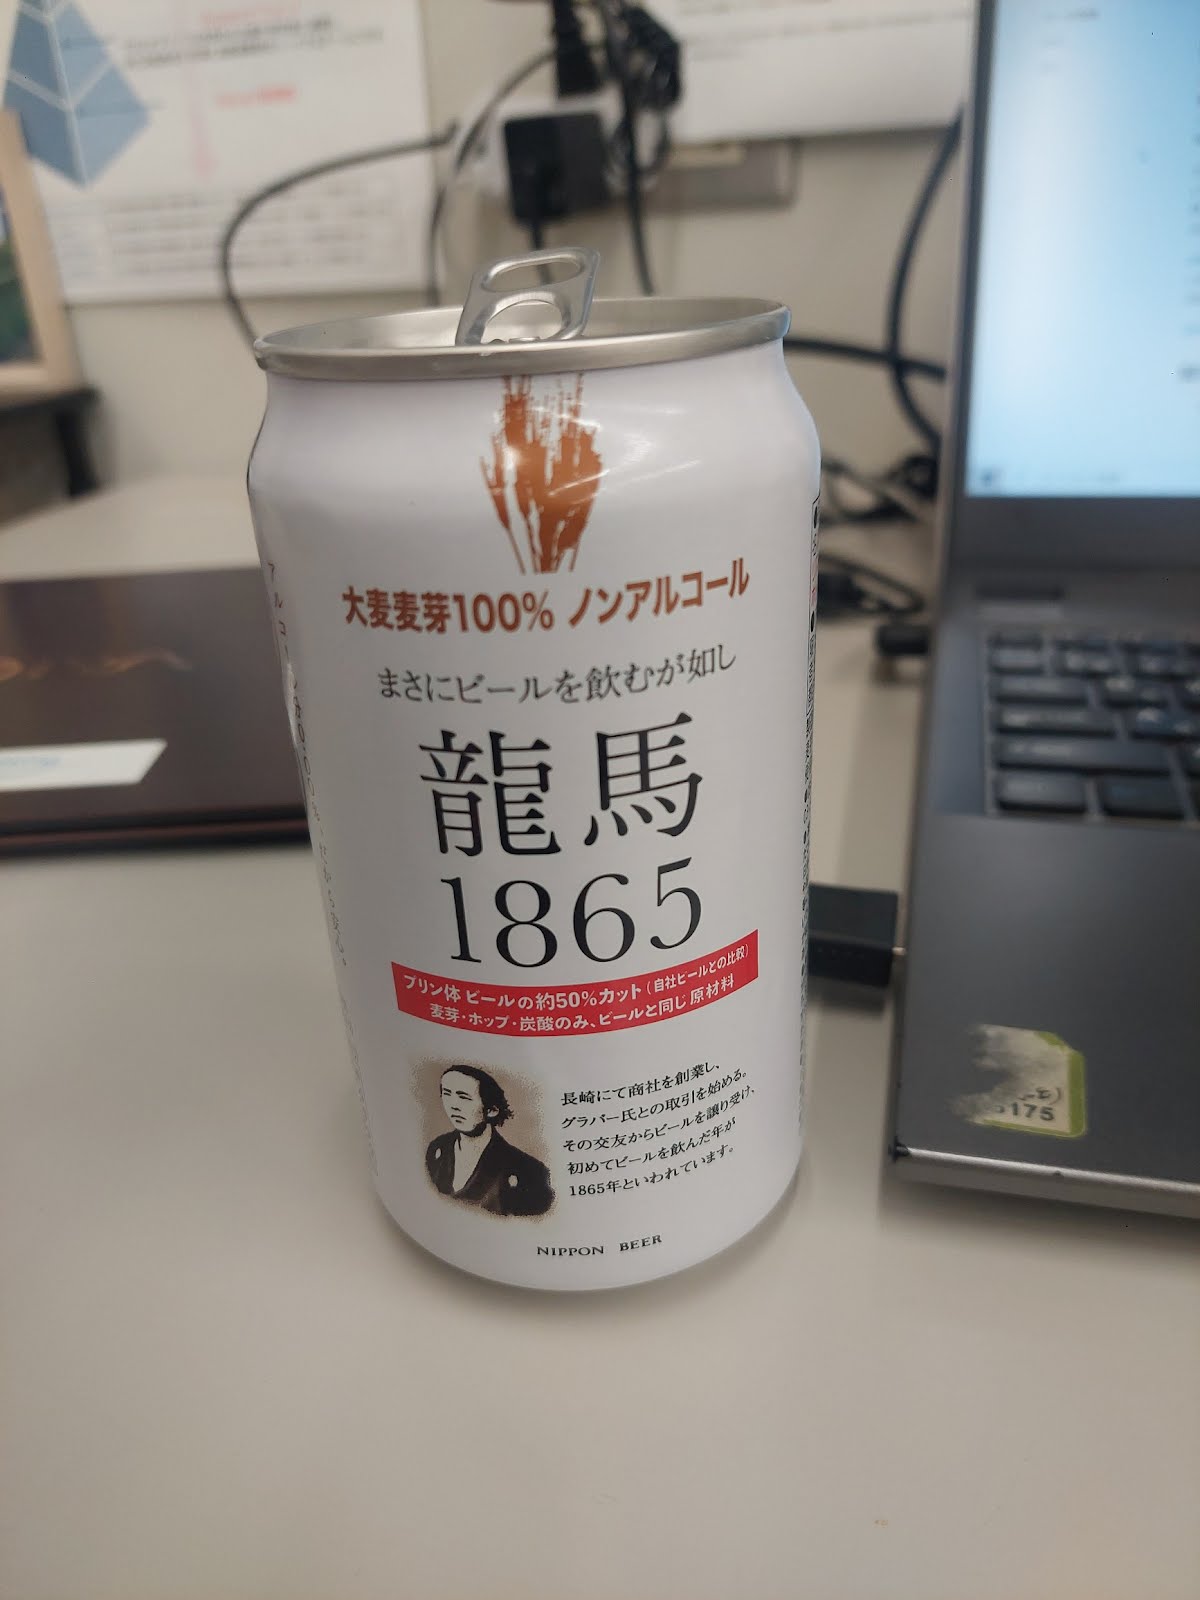 大麦麦芽100% ノンアルコール
まさにビールを飲むが如し
龍馬
1865
プリン体 ビールの約50%カット(自社ビールとの比較)
麦芽・ホップ・炭酸のみ、ビールと同じ原材料
長崎にて商社を創業し、
グラバー氏との取引を始める。
その交友からビールを譲り受け、
初めてビールを飲んだ年が
1865年といわれています。
NIPPON BEER
175